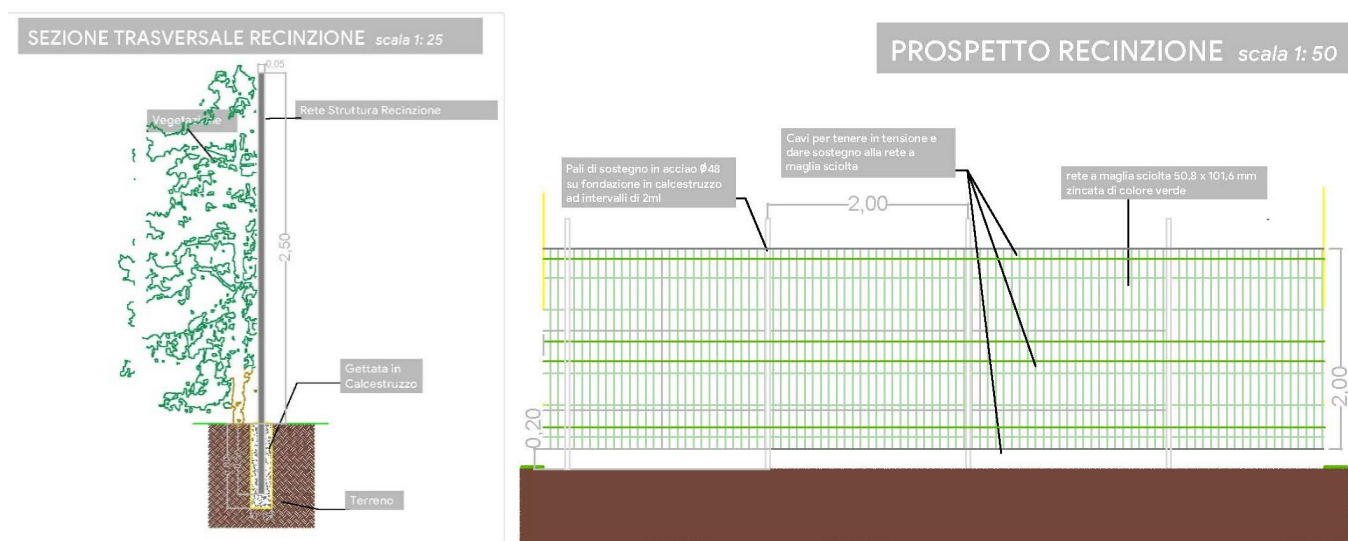 SEZIONE TRASVERSALE RECINZIONE scala 1: 25
0,05
Rete Struttura Recinzione
Vegetazione
2,50
Gettata in
Calcestruzzo
Terreno
PROSPETTO RECINZIONE scala 1: 50
Cavi per tenere in tensione e
dare sostegno alla rete a
maglia sciolta
Pali di sostegno in acciao Ø48
su fondazione in calcestruzzo
ad intervalli di 2ml
rete a maglia sciolta 50.8 x 101.6 mm
zincata di colore verde
2,00
0,20
2,00